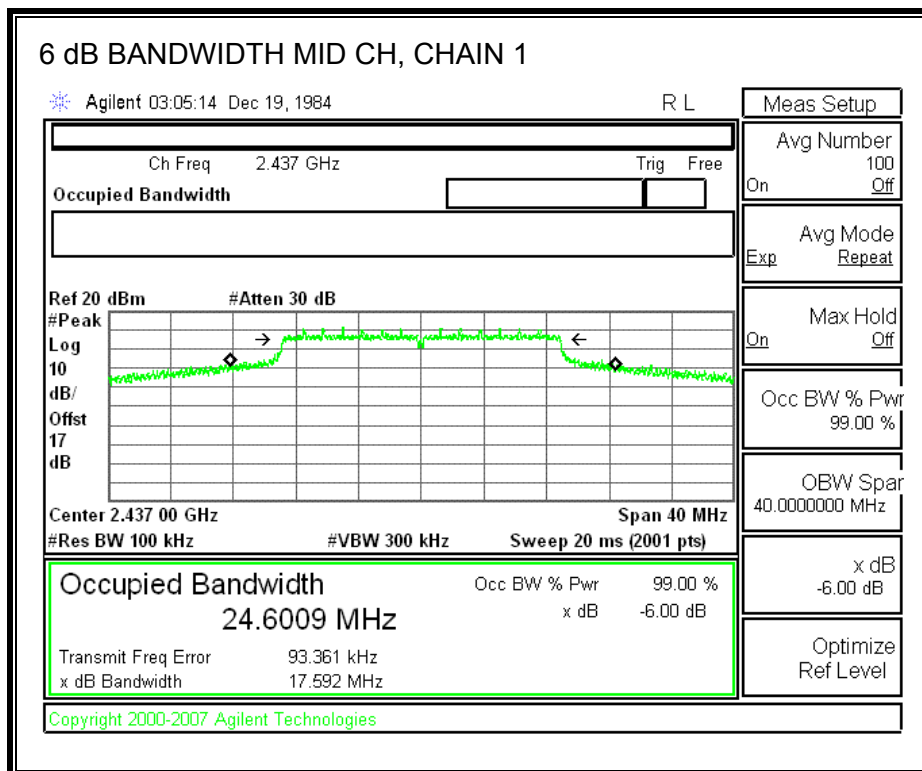 6 dB BANDWIDTH MID CH, CHAIN 1
Agilent 03:05:14 Dec 19, 1984 R L
Ch Freq 2.437 GHz Trig Free
Occupied Bandwidth
Ref 20 dBm #Atten 30 dB
#Peak
Log
10
dB/
Offst
17
dB
Center 2.437 00 GHz Span 40 MHz
#Res BW 100 kHz #VBW 300 kHz Sweep 20 ms (2001 pts)
Occupied Bandwidth
24.6009 MHz
Occ BW % Pwr 99.00 %
x dB -6.00 dB
Transmit Freq Error 93.361 kHz
x dB Bandwidth 17.592 MHz
Copyright 2000-2007 Agilent Technologies
Meas Setup
Avg Number
100
On Off
Avg Mode
Exp Repeat
Max Hold
On Off
Occ BW % Pwr
99.00 %
OBW Span
40.0000000 MHz
x dB
-6.00 dB
Optimize
Ref Level